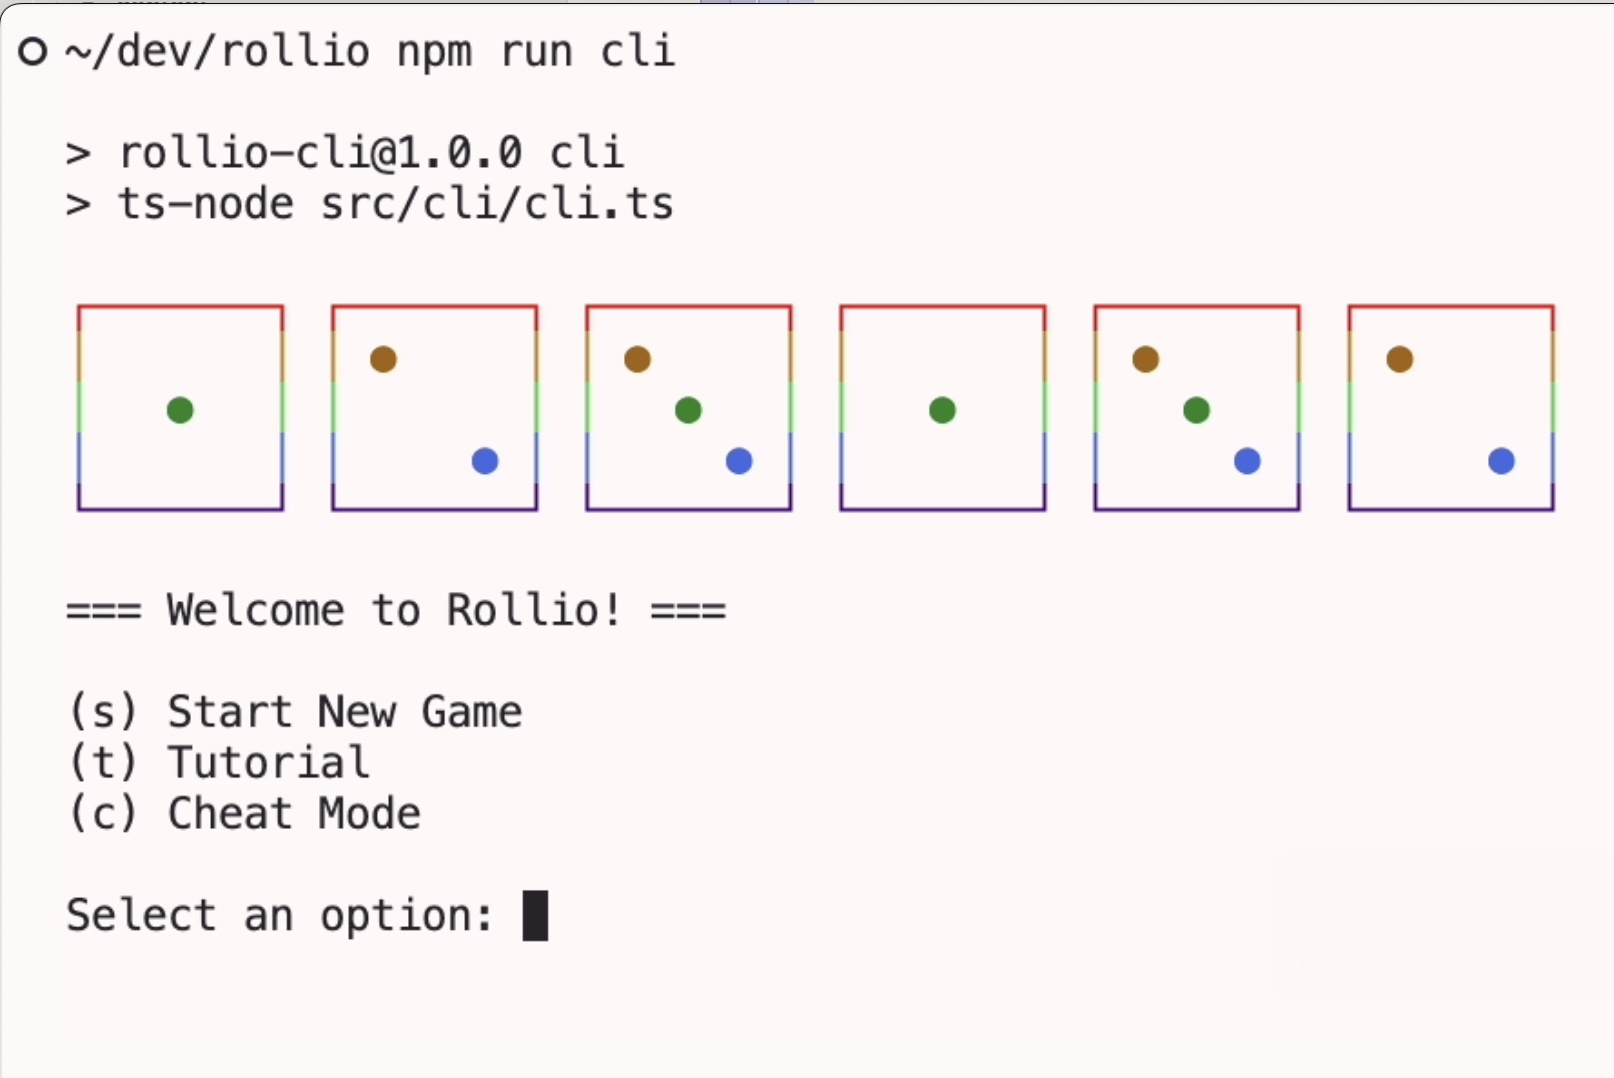 ~/dev/rollio npm run cli
> rollio-cli@1.0.0 cli
> ts-node src/cli/cli.ts
=== Welcome to Rollio! ===
(s) Start New Game
(t) Tutorial
(c) Cheat Mode
Select an option: